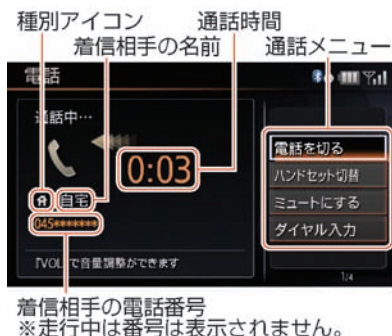 種別アイコン
着信相手の名前
通話時間
通話メニュー
電話
通話中…
0:03
自宅
045*******
『VOL』で音量調整ができます
電話を切る
ハンドセット切替
ミュートにする
ダイヤル入力
1/4
着信相手の電話番号
※走行中は番号は表示されません。